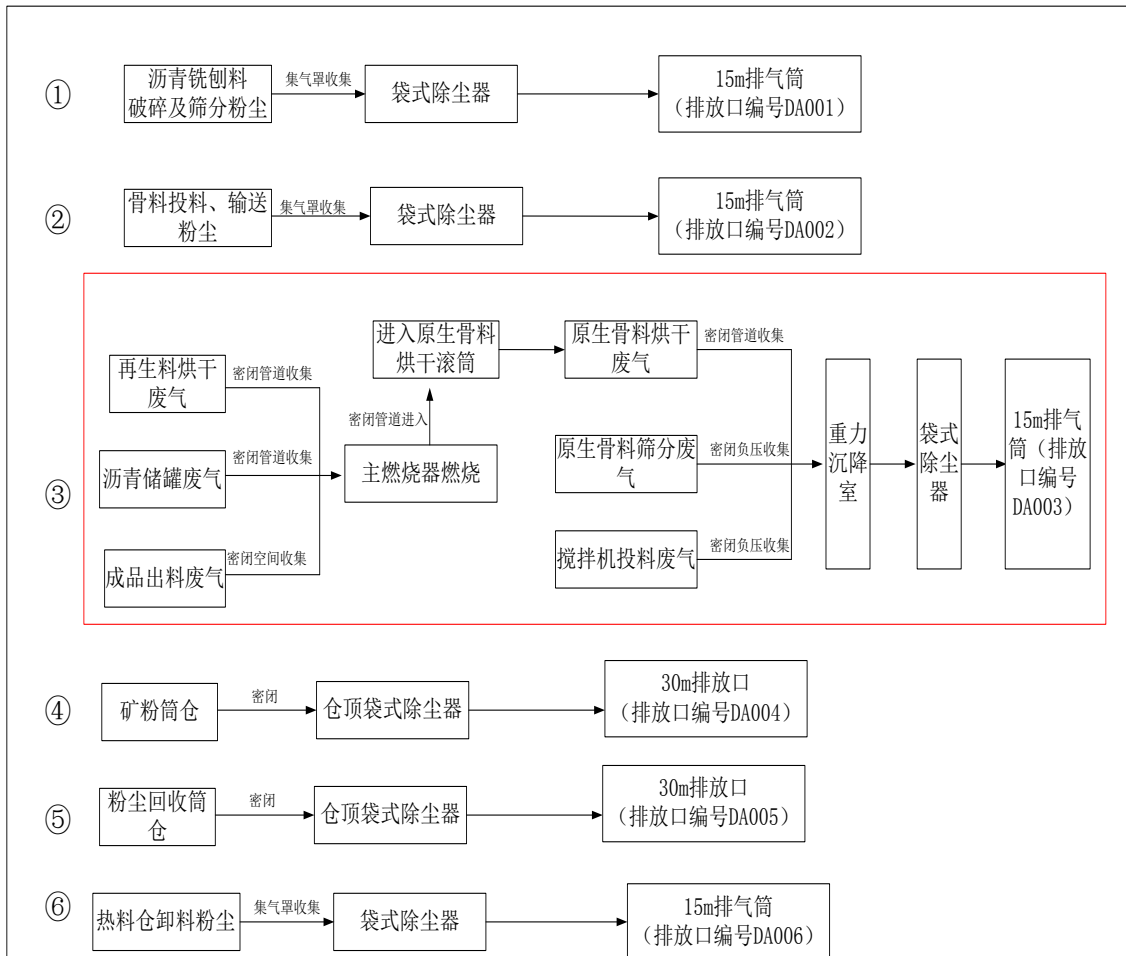 ①
沥青铣刨料
破碎及筛分粉尘
集气罩收集
袋式除尘器
15m排气筒
（排放口编号DA001）
②
骨料投料、输送
粉尘
集气罩收集
袋式除尘器
15m排气筒
（排放口编号DA002）
③
再生料烘干
废气
密闭管道收集
沥青储罐废气
密闭管道收集
成品出料废气
密闭空间收集
主燃烧器燃烧
密闭管道进入
进入原生骨料
烘干滚筒
原生骨料烘干
废气
密闭管道收集
原生骨料筛分废
气
密闭负压收集
搅拌机投料废气
密闭负压收集
重力
沉降
室
袋式
除尘
器
15m排气
筒（排放
口编号
DA003）
④
矿粉筒仓
密闭
仓顶袋式除尘器
30m排放口
（排放口编号DA004）
⑤
粉尘回收筒
仓
密闭
仓顶袋式除尘器
30m排放口
（排放口编号DA005）
⑥
热料仓卸料粉尘
集气罩收集
袋式除尘器
15m排气筒
（排放口编号DA006）